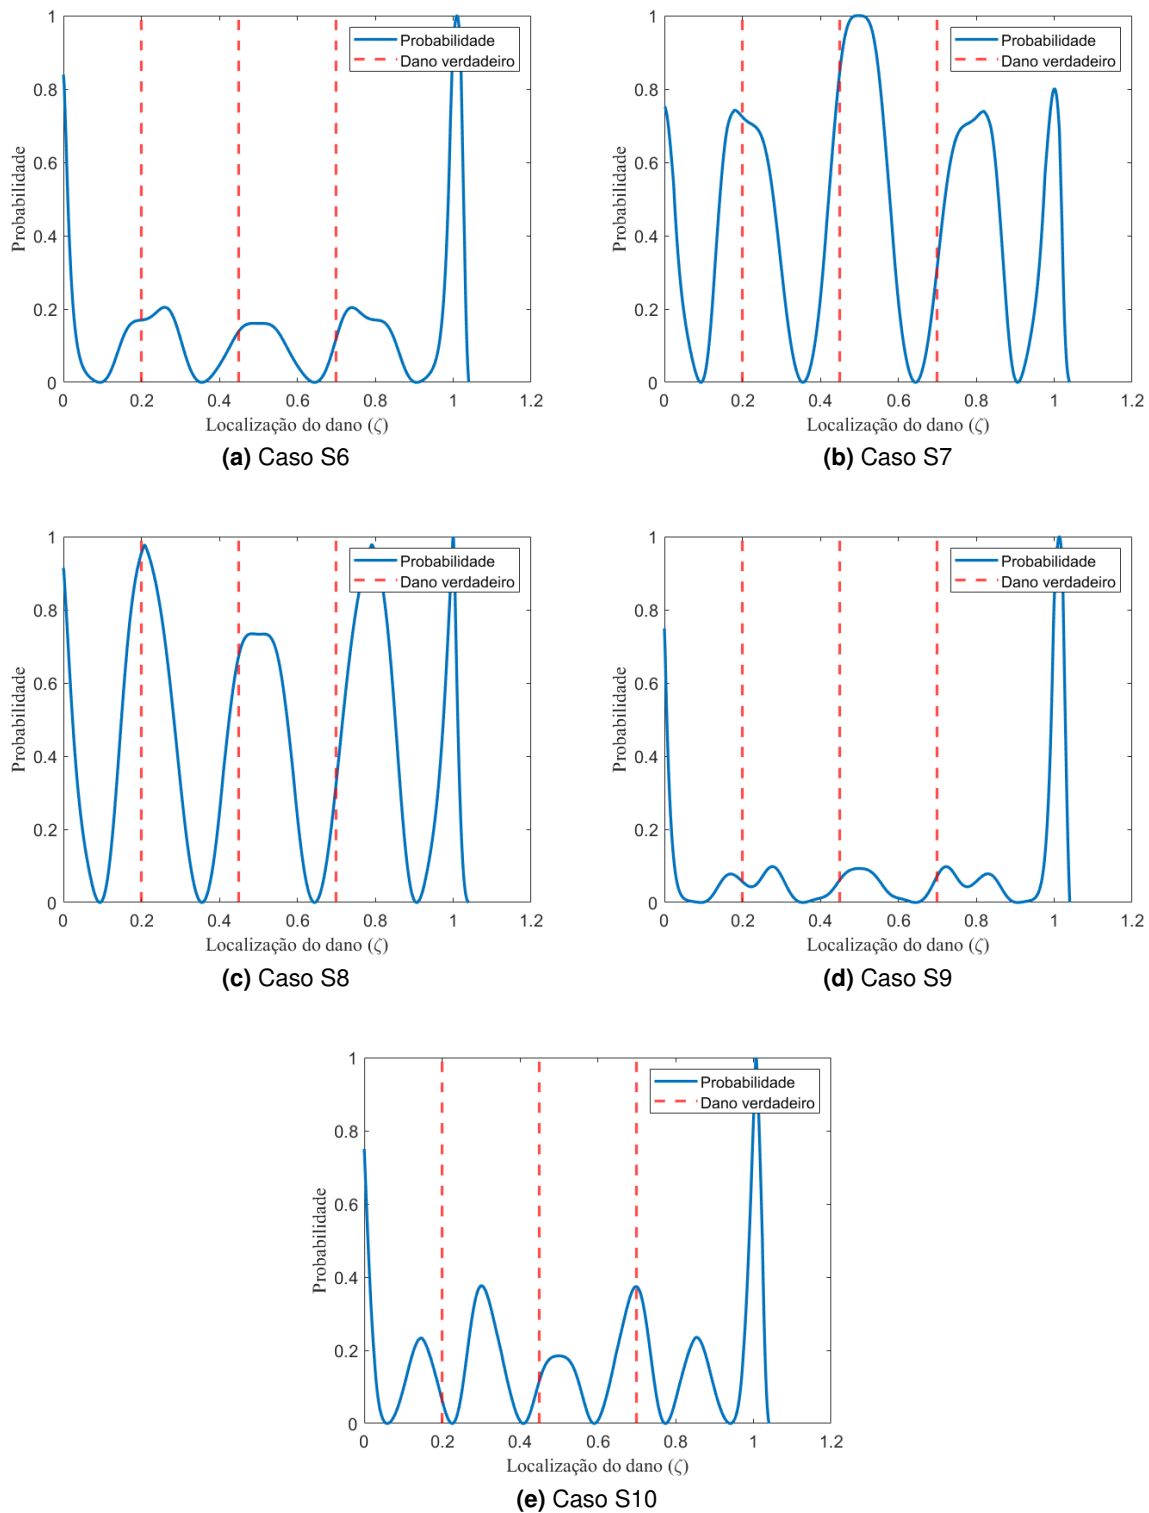 Probabilidade
Dano verdadeiro
1
0.8
0.6
0.4
0.2
0
Probabilidade
0 0.2 0.4 0.6 0.8 1 1.2
Localização do dano (ζ)
(a) Caso S6
Probabilidade
Dano verdadeiro
1
0.8
0.6
0.4
0.2
0
Probabilidade
0 0.2 0.4 0.6 0.8 1 1.2
Localização do dano (ζ)
(b) Caso S7
Probabilidade
Dano verdadeiro
1
0.8
0.6
0.4
0.2
0
Probabilidade
0 0.2 0.4 0.6 0.8 1 1.2
Localização do dano (ζ)
(c) Caso S8
Probabilidade
Dano verdadeiro
1
0.8
0.6
0.4
0.2
0
Probabilidade
0 0.2 0.4 0.6 0.8 1 1.2
Localização do dano (ζ)
(d) Caso S9
Probabilidade
Dano verdadeiro
1
0.8
0.6
0.4
0.2
0
Probabilidade
0 0.2 0.4 0.6 0.8 1 1.2
Localização do dano (ζ)
(e) Caso S10